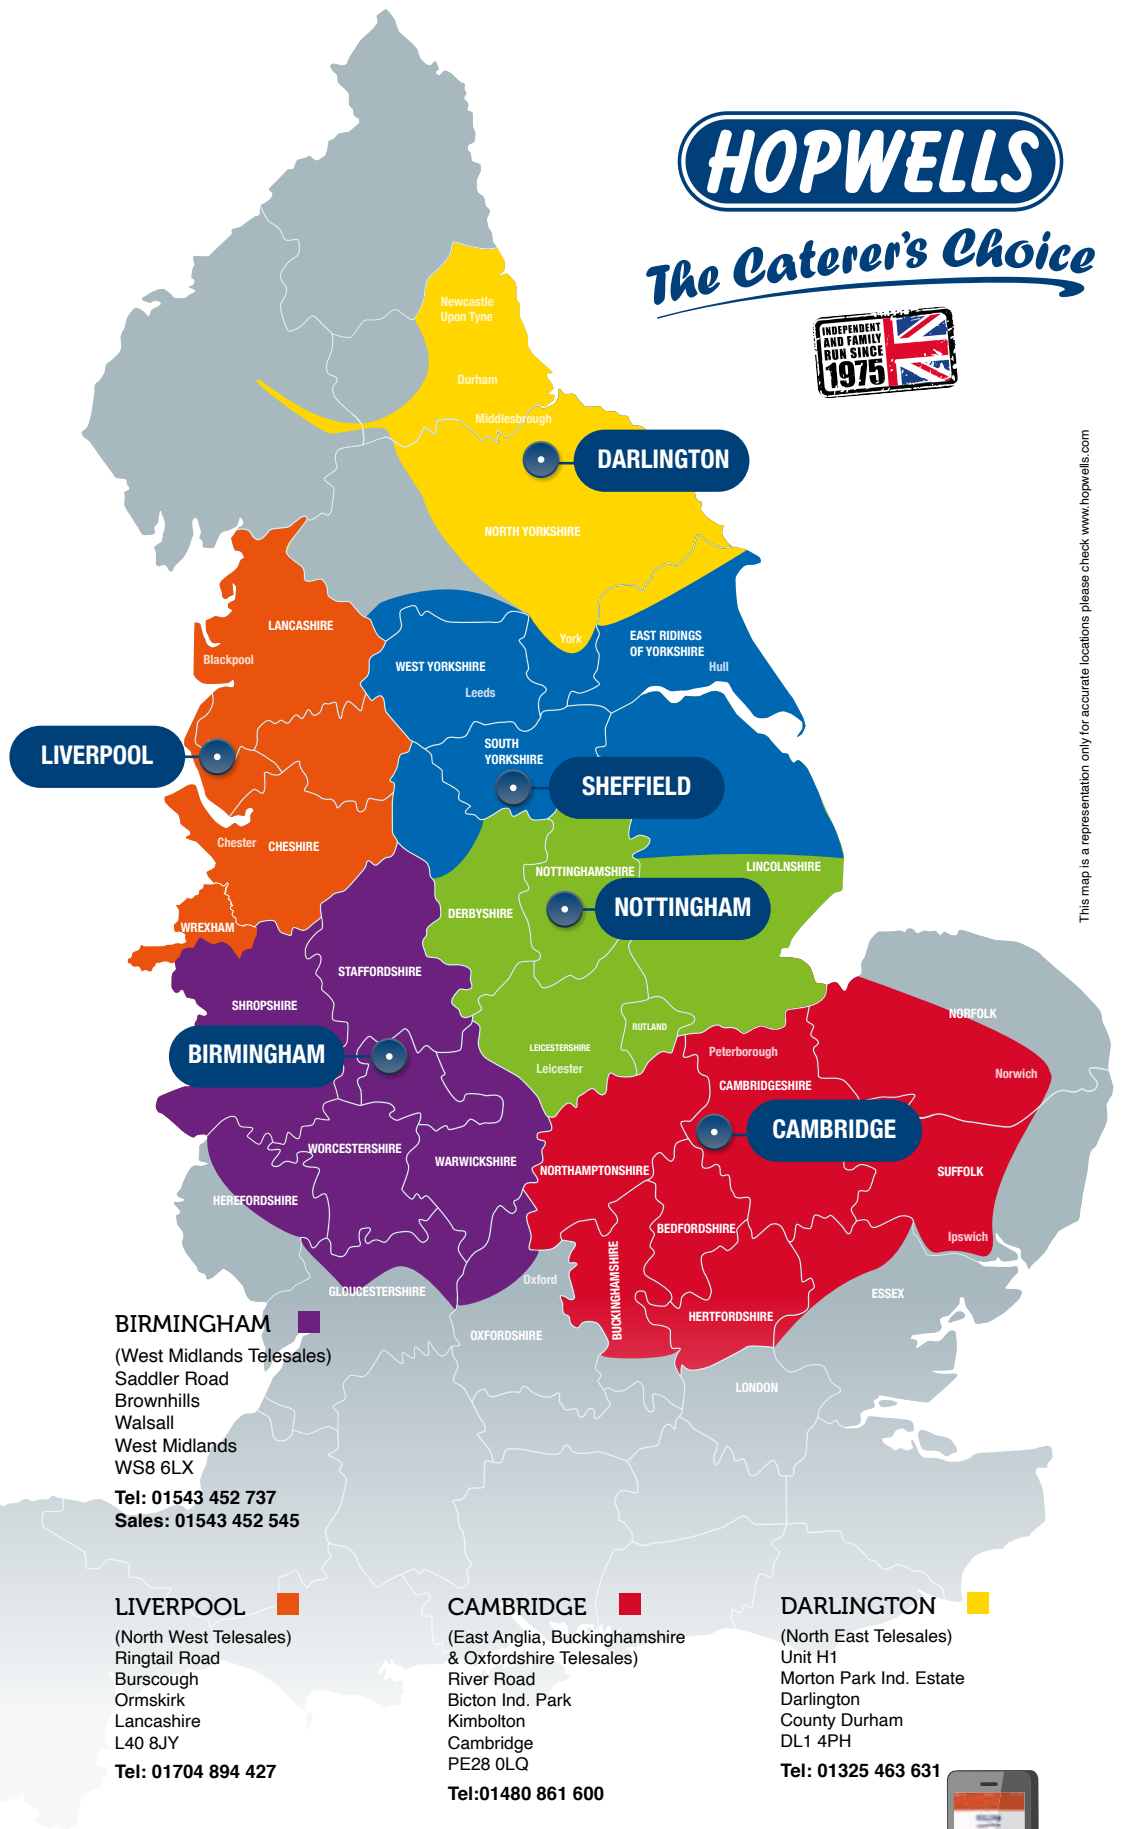 HOPWELLS
The Caterer's Choice
INDEPENDENT
AND FAMILY
RUN SINCE
1975
Newcastle
Upon Tyne
Durham
Middlesbrough
DARLINGTON
NORTH YORKSHIRE
York
LANCASHIRE
Blackpool
WEST YORKSHIRE
Leeds
EAST RIDINGS
OF YORKSHIRE
Hull
LIVERPOOL
SOUTH
YORKSHIRE
SHEFFIELD
Chester
CHESHIRE
WREXHAM
NOTTINGHAMSHIRE
LINCOLNSHIRE
DERBYSHIRE
NOTTINGHAM
STAFFORDSHIRE
SHROPSHIRE
BIRMINGHAM
RUTLAND
LEICESTERSHIRE
Leicester
NORFOLK
Norwich
Peterborough
CAMBRIDGESHIRE
CAMBRIDGE
WORCESTERSHIRE
WARWICKSHIRE
NORTHAMPTONSHIRE
SUFFOLK
HEREFORDSHIRE
BEDFORDSHIRE
Ipswich
BUCKINGHAMSHIRE
Oxford
GLOUCESTERSHIRE
ESSEX
HERTFORDSHIRE
OXFORDSHIRE
LONDON
This map is a representation only for accurate locations please check www.hopwells.com
BIRMINGHAM
(West Midlands Telesales)
Saddler Road
Brownhills
Walsall
West Midlands
WS8 6LX
Tel: 01543 452 737
Sales: 01543 452 545
LIVERPOOL
(North West Telesales)
Ringtail Road
Burscough
Ormskirk
Lancashire
L40 8JY
Tel: 01704 894 427
CAMBRIDGE
(East Anglia, Buckinghamshire
& Oxfordshire Telesales)
River Road
Bicton Ind. Park
Kimbolton
Cambridge
PE28 0LQ
Tel:01480 861 600
DARLINGTON
(North East Telesales)
Unit H1
Morton Park Ind. Estate
Darlington
County Durham
DL1 4PH
Tel: 01325 463 631